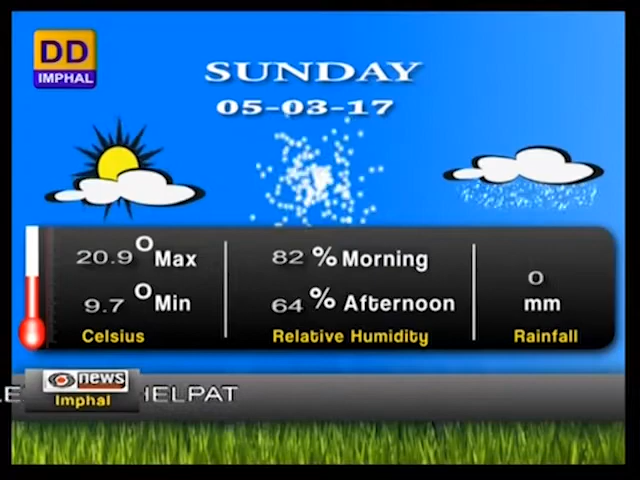 DD
IMPHAL
SUNDAY
05-03-17
20.9 O Max
9.7 O Min
Celsius
82 % Morning
64 % Afternoon
Relative Humidity
0
mm
Rainfall
news
Imphal
HELPAT